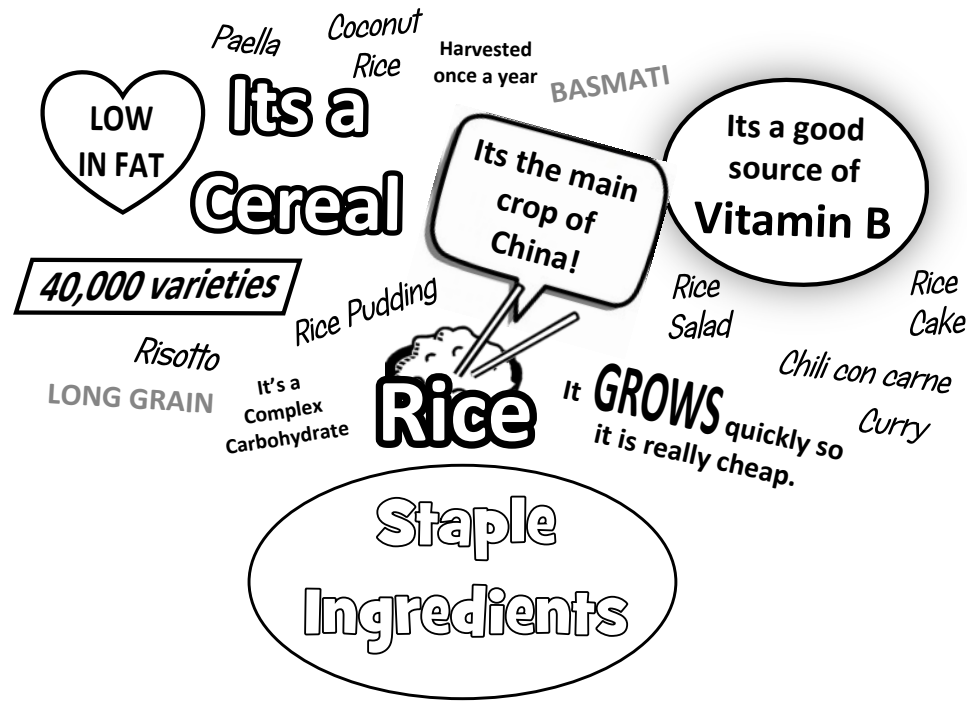 Paella
Coconut
Rice
Harvested
once a year
BASMATI
LOW
IN FAT
Its a
Cereal
Its the main
crop of
China!
Its a good
source of
Vitamin B
40,000 varieties
Rice Pudding
Rice
Salad
Rice
Cake
Risotto
LONG GRAIN
It's a
Complex
Carbohydrate
Rice
It GROWS quickly so
it is really cheap.
Chili con carne
Curry
Staple
Ingredients